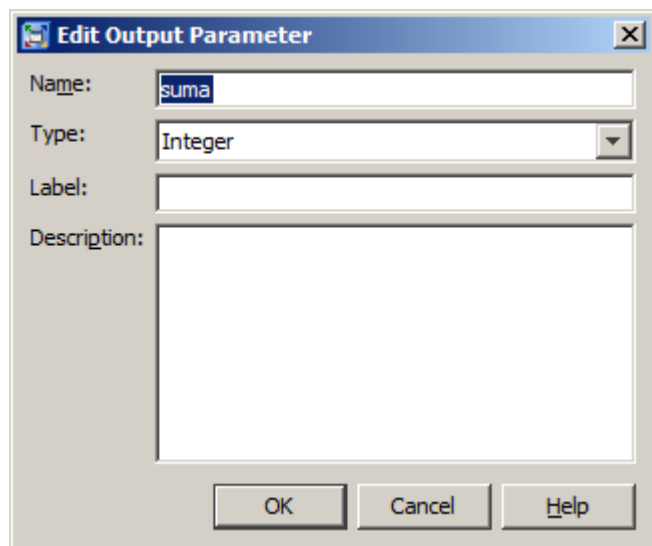 Edit Output Parameter
Name: suma
Type: Integer
Label:
Description:
OK Cancel Help